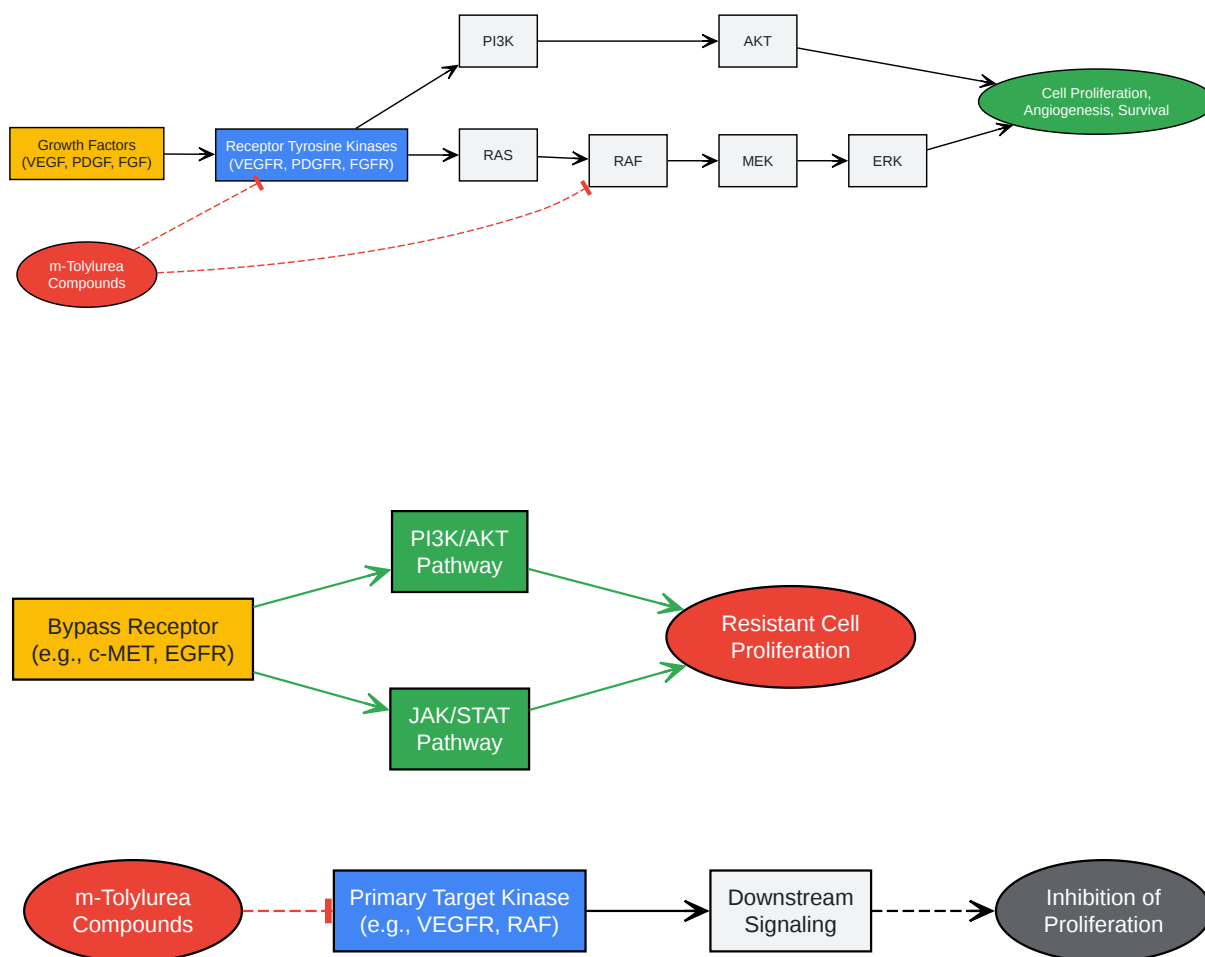 PI3K
AKT
Cell Proliferation,
Angiogenesis, Survival
Growth Factors
(VEGF, PDGF, FGF)
Receptor Tyrosine Kinases
(VEGFR, PDGFR, FGFR)
RAS
RAF
MEK
ERK
m-Tolylurea
Compounds
PI3K/AKT
Pathway
Bypass Receptor
(e.g., c-MET, EGFR)
Resistant Cell
Proliferation
JAK/STAT
Pathway
m-Tolylurea
Compounds
Primary Target Kinase
(e.g., VEGFR, RAF)
Downstream
Signaling
Inhibition of
Proliferation